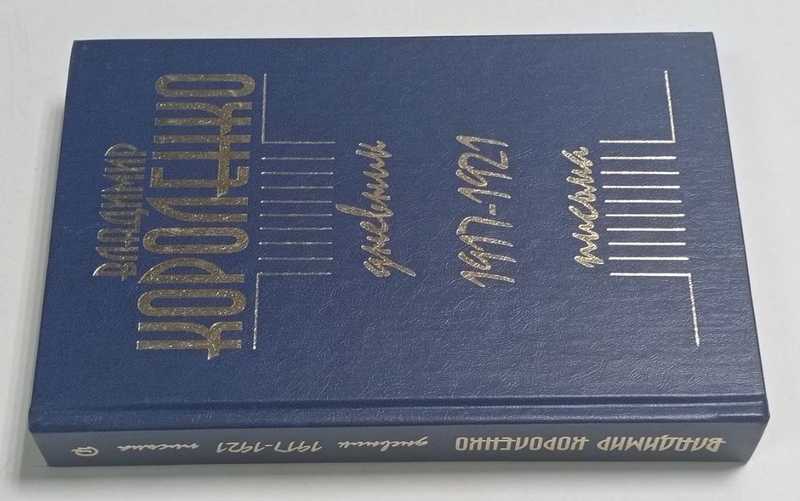 ВЛАДИМИР
КОРОЛЕНКО
дневник
1917-1921
письма
ВЛАДИМИР КОРОЛЕНКО дневник 1917-1921 письма